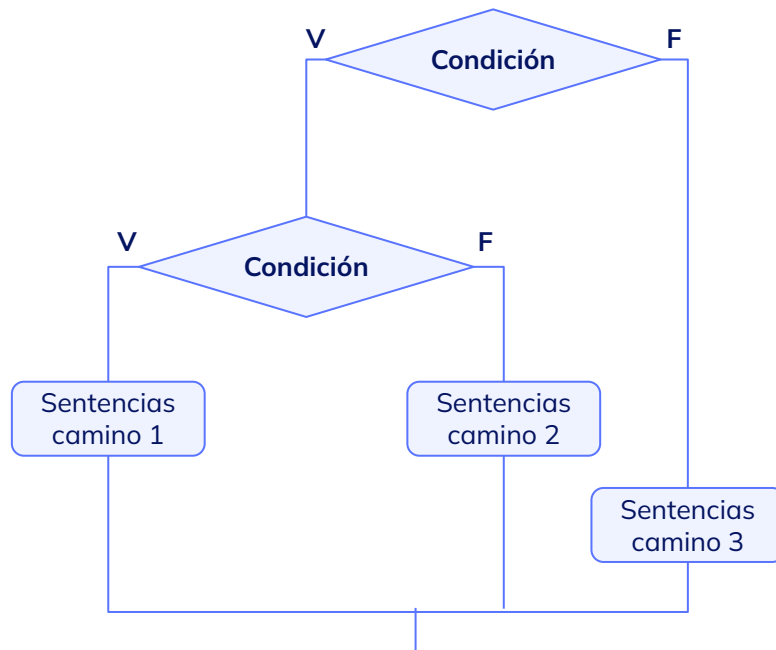 V
F
Condición
V
F
Condición
Sentencias
camino 1
Sentencias
camino 2
Sentencias
camino 3